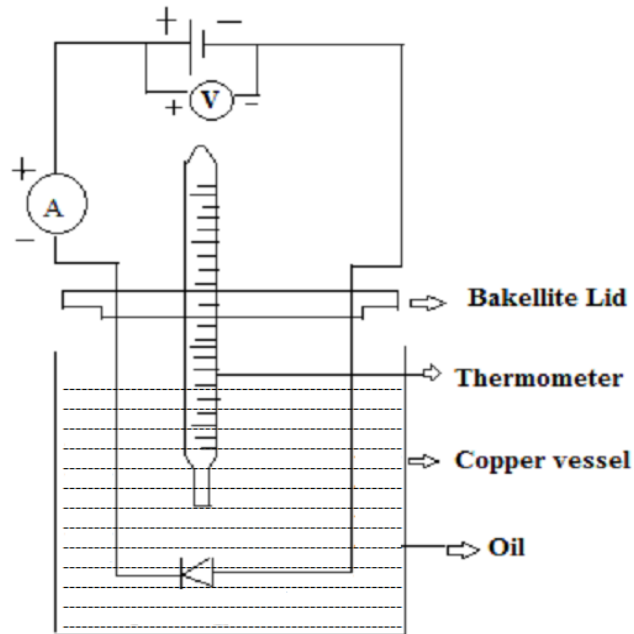 + −
+ V −
+
A
−
Bakellite Lid
Thermometer
Copper vessel
Oil